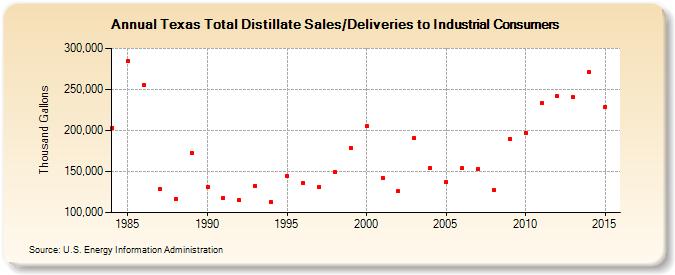 Annual Texas Total Distillate Sales/Deliveries to Industrial Consumers
Thousand Gallons
300,000
250,000
200,000
150,000
100,000
1985 1990 1995 2000 2005 2010 2015
Source: U.S. Energy Information Administration